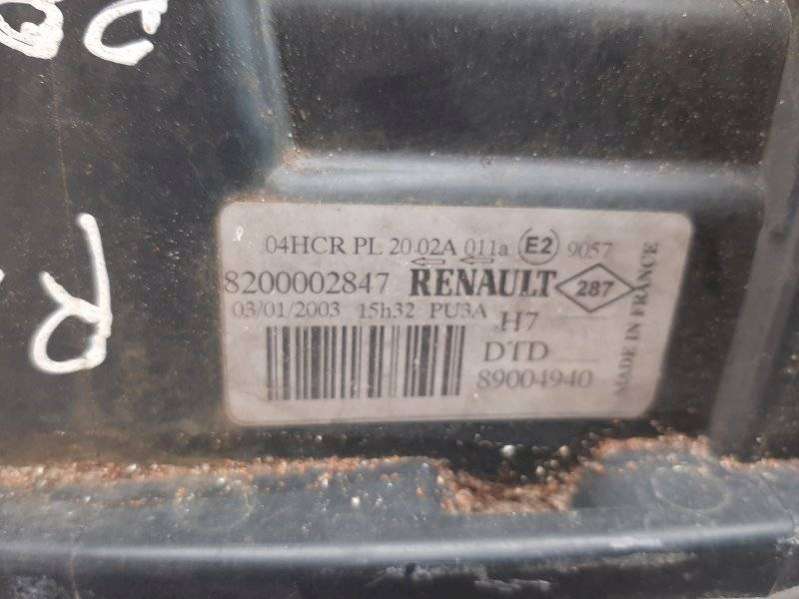 04HCR PL 20 02A 011a E2 9057
8200002847 RENAULT 287
03/01/2003 15h32 PU3A H7
DTD
89004940
MADE IN FRANCE
R